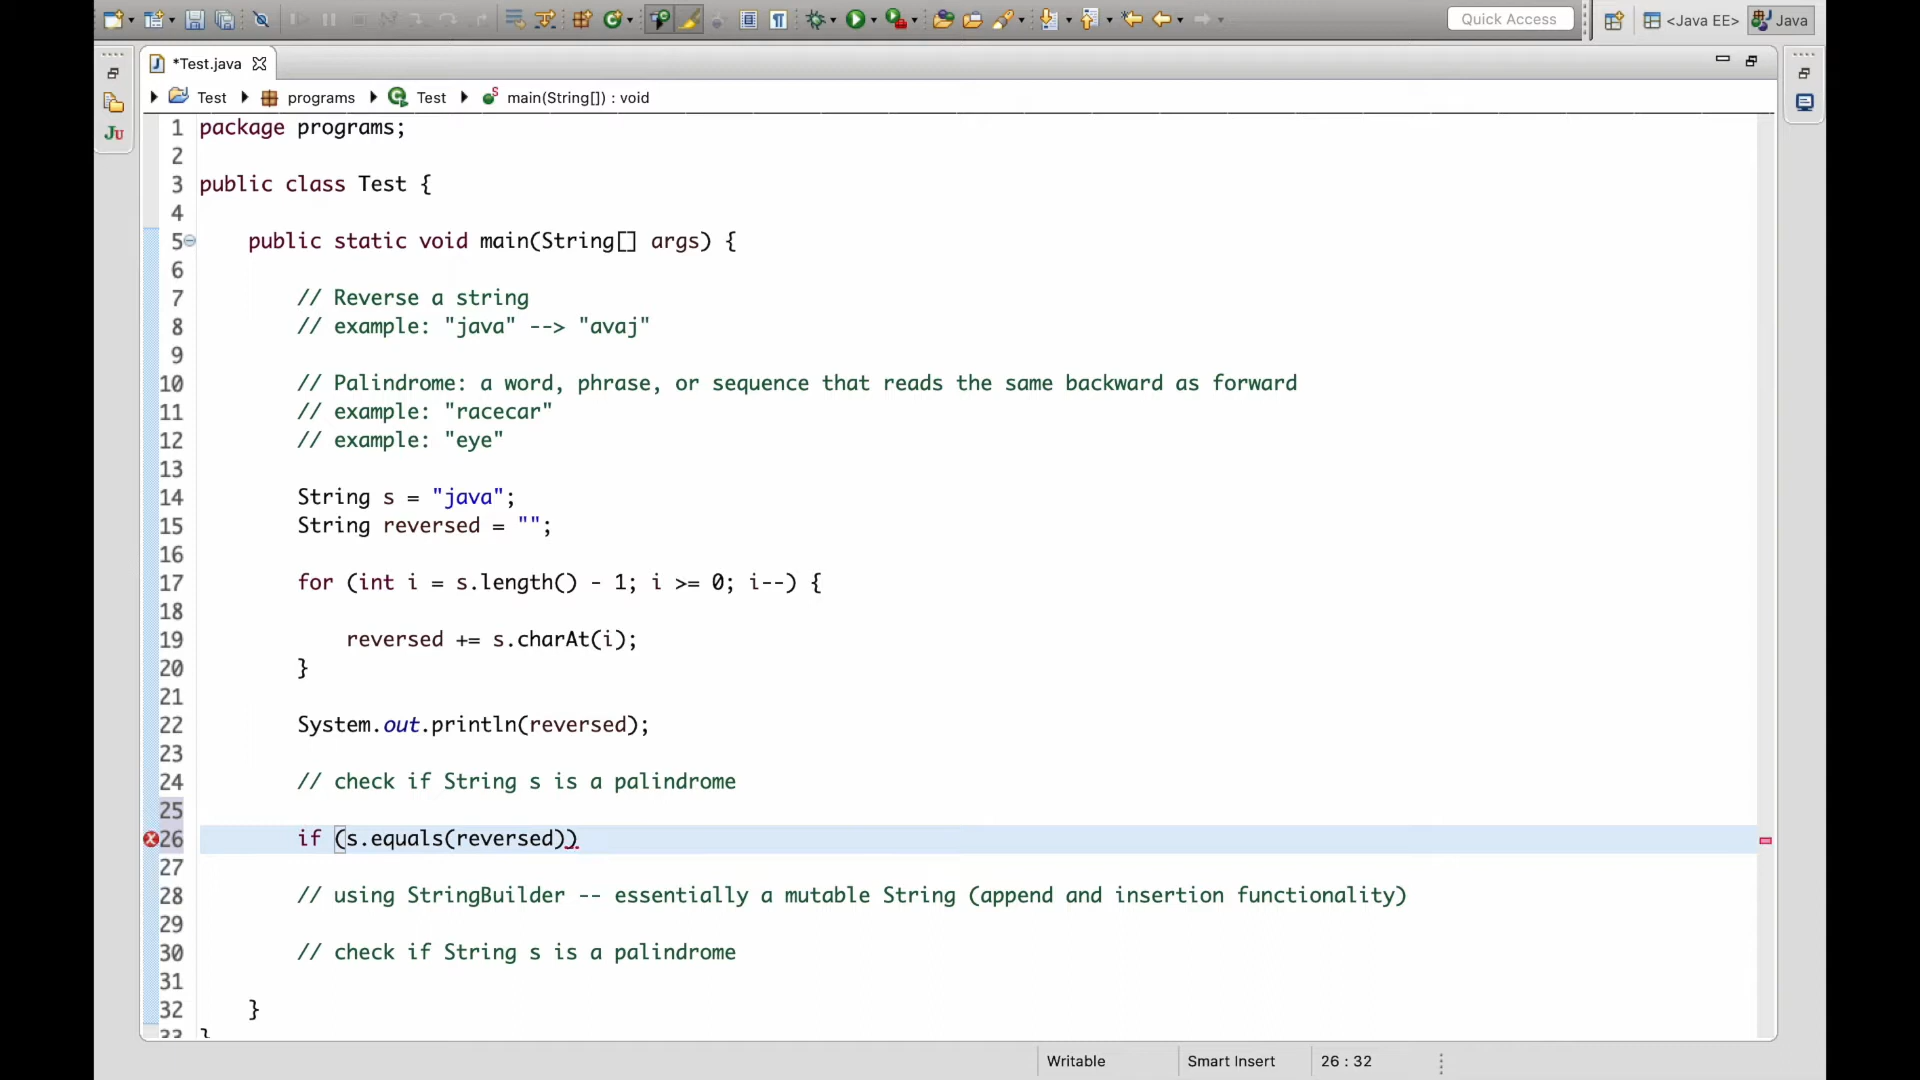 Quick Access
<Java EE>
Java
*Test.java
Test
programs
Test
main(String[]) : void
JU
1 package programs;
2
3 public class Test {
4
5 public static void main(String[] args) {
6
7 // Reverse a string
8 // example: "java" --> "avaj"
9
10 // Palindrome: a word, phrase, or sequence that reads the same backward as forward
11 // example: "racecar"
12 // example: "eye"
13
14 String s = "java";
15 String reversed = "";
16
17 for (int i = s.length() - 1; i >= 0; i--) {
18
19 reversed += s.charAt(i);
20 }
21
22 System.out.println(reversed);
23
24 // check if String s is a palindrome
25
26 if (s.equals(reversed))
27
28 // using StringBuilder -- essentially a mutable String (append and insertion functionality)
29
30 // check if String s is a palindrome
31
32 }
33 }
Writable
Smart Insert
26 : 32